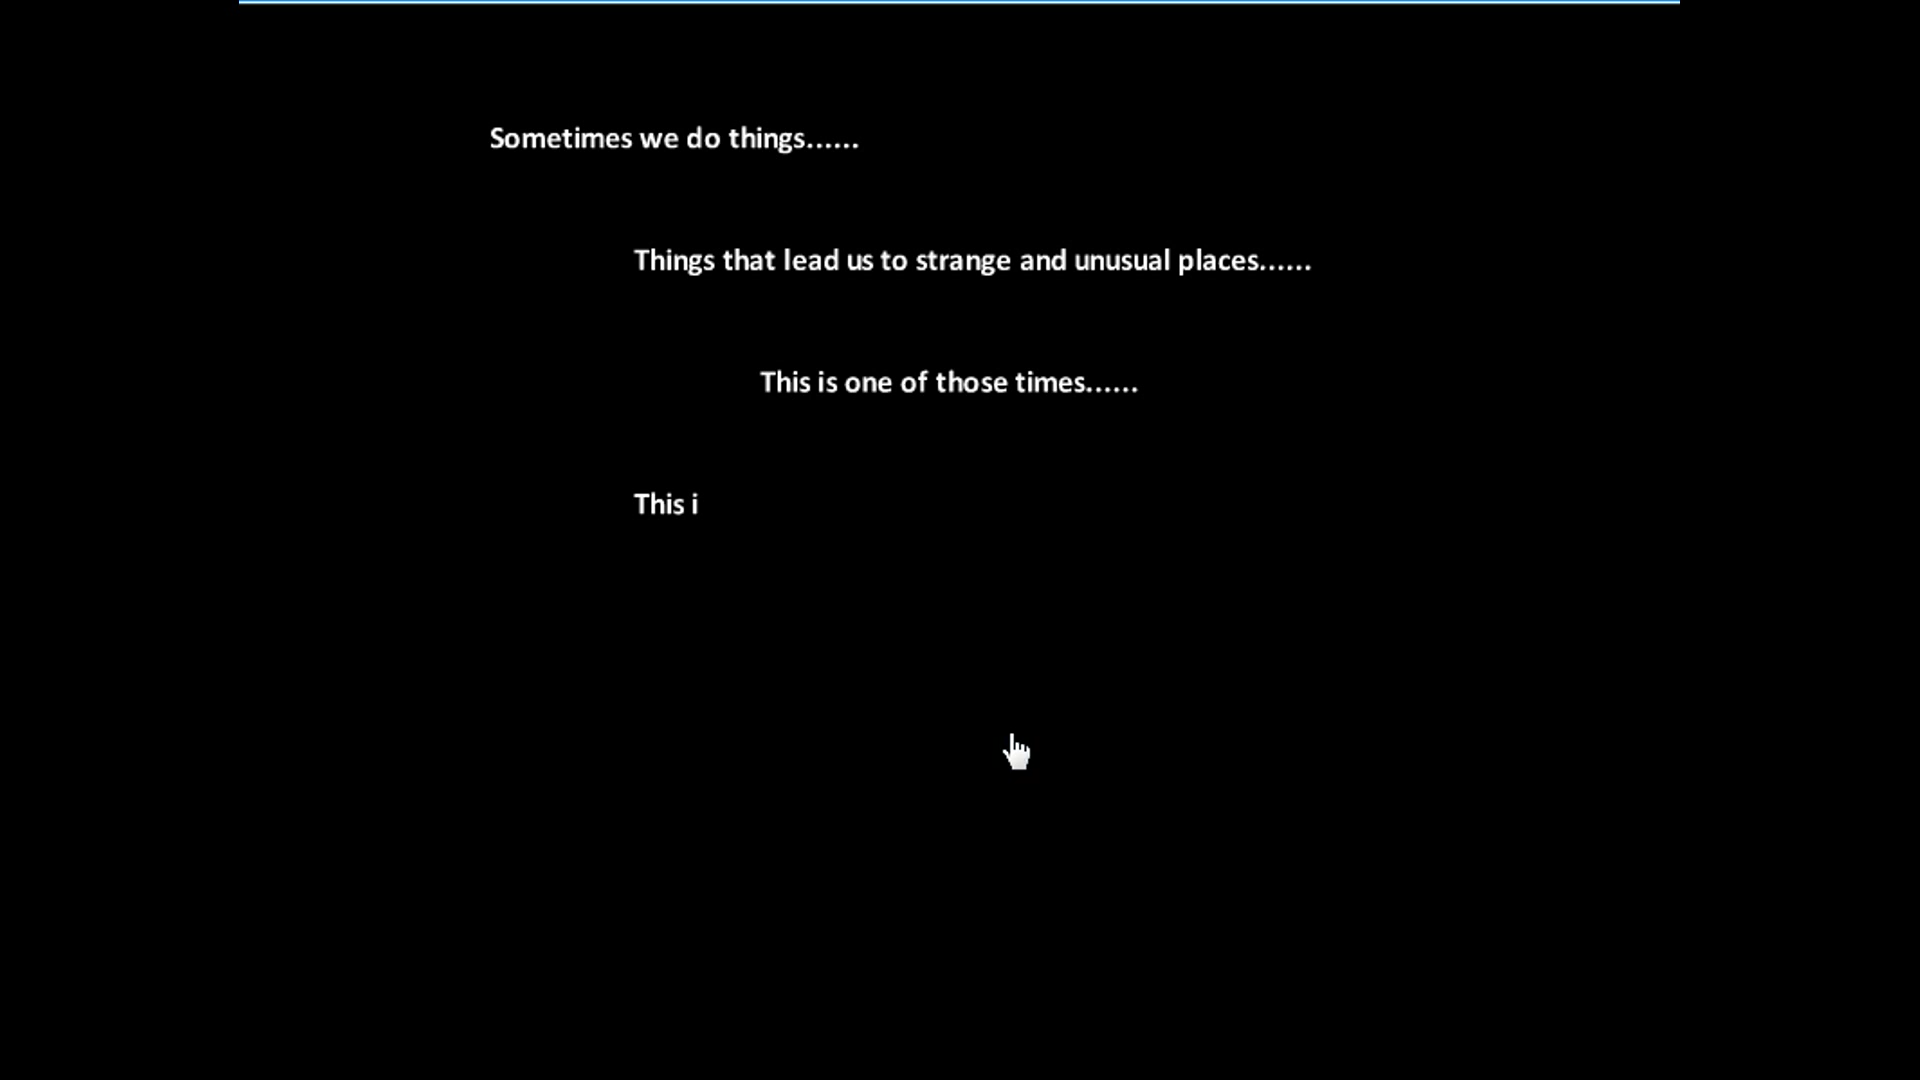 Sometimes we do things......
Things that lead us to strange and unusual places......
This is one of those times......
This i